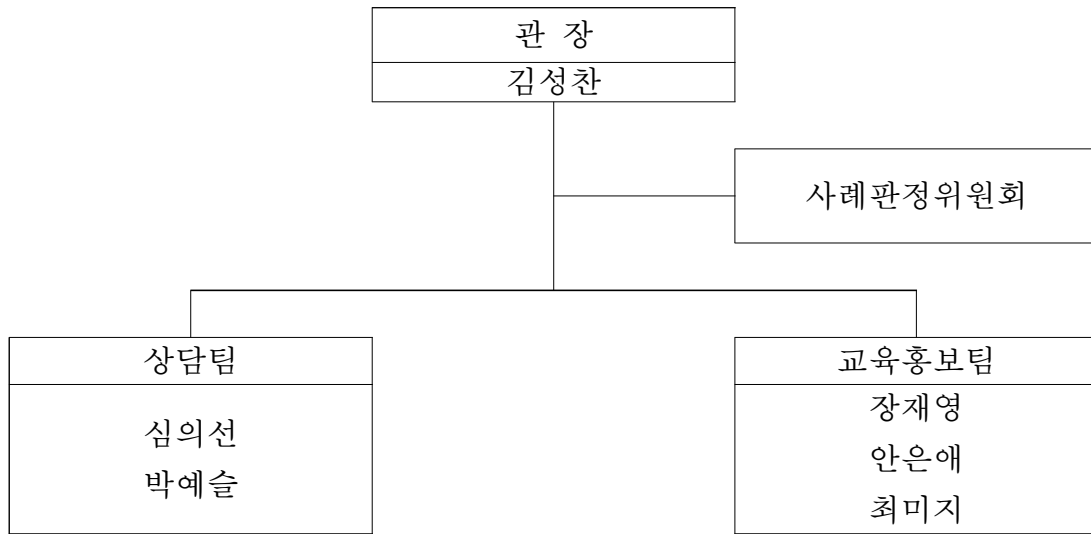 관 장
김성찬
사례판정위원회
상담팀
심의선
박예슬
교육홍보팀
장재영
안은애
최미지